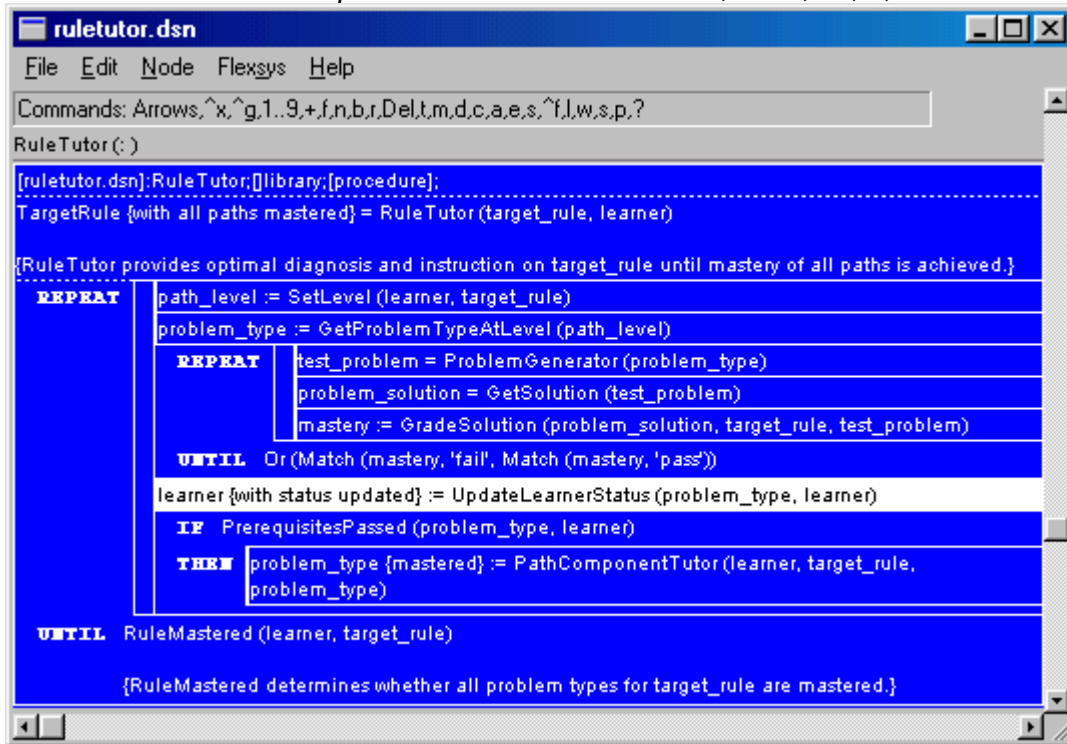 ruletutor.dsn
File Edit Node Flexsys Help
Commands: Arrows,^x,^g,1..9,+,f,n,b,r,Del,t,m,d,c,a,e,s,^f,l,w,s,p,?
RuleTutor(: )
[ruletutor.dsn]:RuleTutor;[]library;[procedure];
TargetRule {with all paths mastered} = RuleTutor (target_rule, learner)
{RuleTutor provides optimal diagnosis and instruction on target_rule until mastery of all paths is achieved.}
REPEAT path_level := SetLevel (learner, target_rule)
problem_type := GetProblemTypeAtLevel (path_level)
REPEAT test_problem = ProblemGenerator (problem_type)
problem_solution = GetSolution (test_problem)
mastery := GradeSolution (problem_solution, target_rule, test_problem)
UNTIL Or (Match (mastery, 'fail', Match (mastery, 'pass'))
learner {with status updated} := UpdateLearnerStatus (problem_type, learner)
IF PrerequisitesPassed (problem_type, learner)
THEN problem_type {mastered} := PathComponentTutor (learner, target_rule,
problem_type)
UNTIL RuleMastered (learner, target_rule)
{RuleMastered determines whether all problem types for target_rule are mastered.}